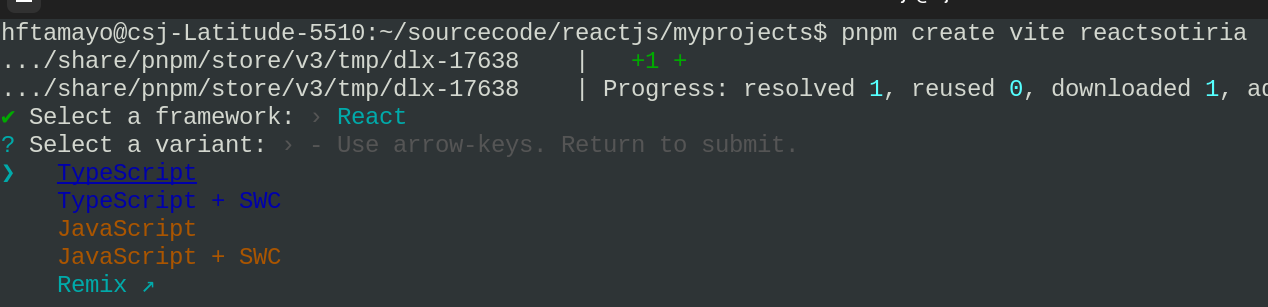 hftamayo@csj-Latitude-5510:~/sourcecode/reactjs/myprojects$ pnpm create vite reactsotiria
.../share/pnpm/store/v3/tmp/dlx-17638    |   +1 +
.../share/pnpm/store/v3/tmp/dlx-17638    | Progress: resolved 1, reused 0, downloaded 1, ad
✔ Select a framework: › React
? Select a variant: › - Use arrow-keys. Return to submit.
❯   TypeScript
    TypeScript + SWC
    JavaScript
    JavaScript + SWC
    Remix ↗